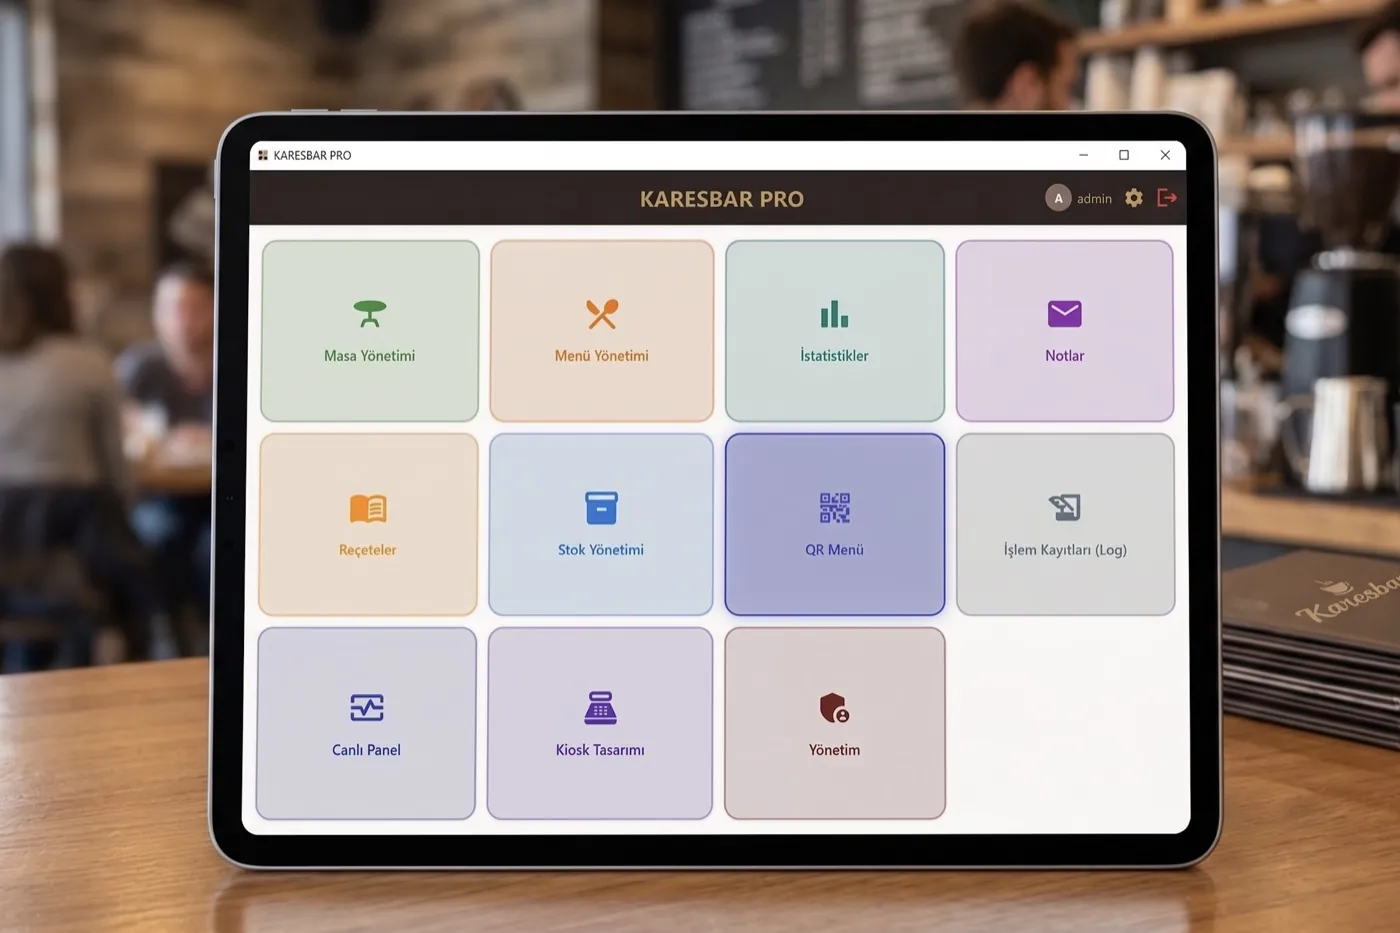 KARESBAR PRO
KARESBAR PRO
A admin
Masa Yönetimi
Menü Yönetimi
İstatistikler
Notlar
Reçeteler
Stok Yönetimi
QR Menü
İşlem Kayıtları (Log)
Canlı Panel
Kiosk Tasarımı
Yönetim